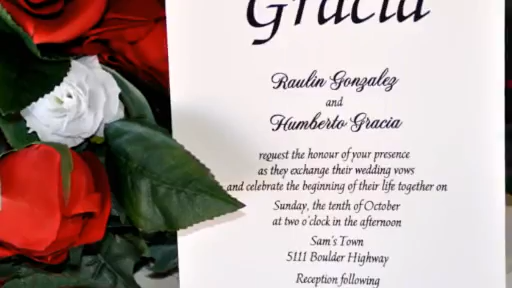 Gracia
Raulin Gonzalez
and
Humberto Gracia
request the honour of your presence
as they exchange their wedding vows
and celebrate the beginning of their life together on
Sunday, the tenth of October
at two o'clock in the afternoon
Sam's Town
5111 Boulder Highway
Reception following